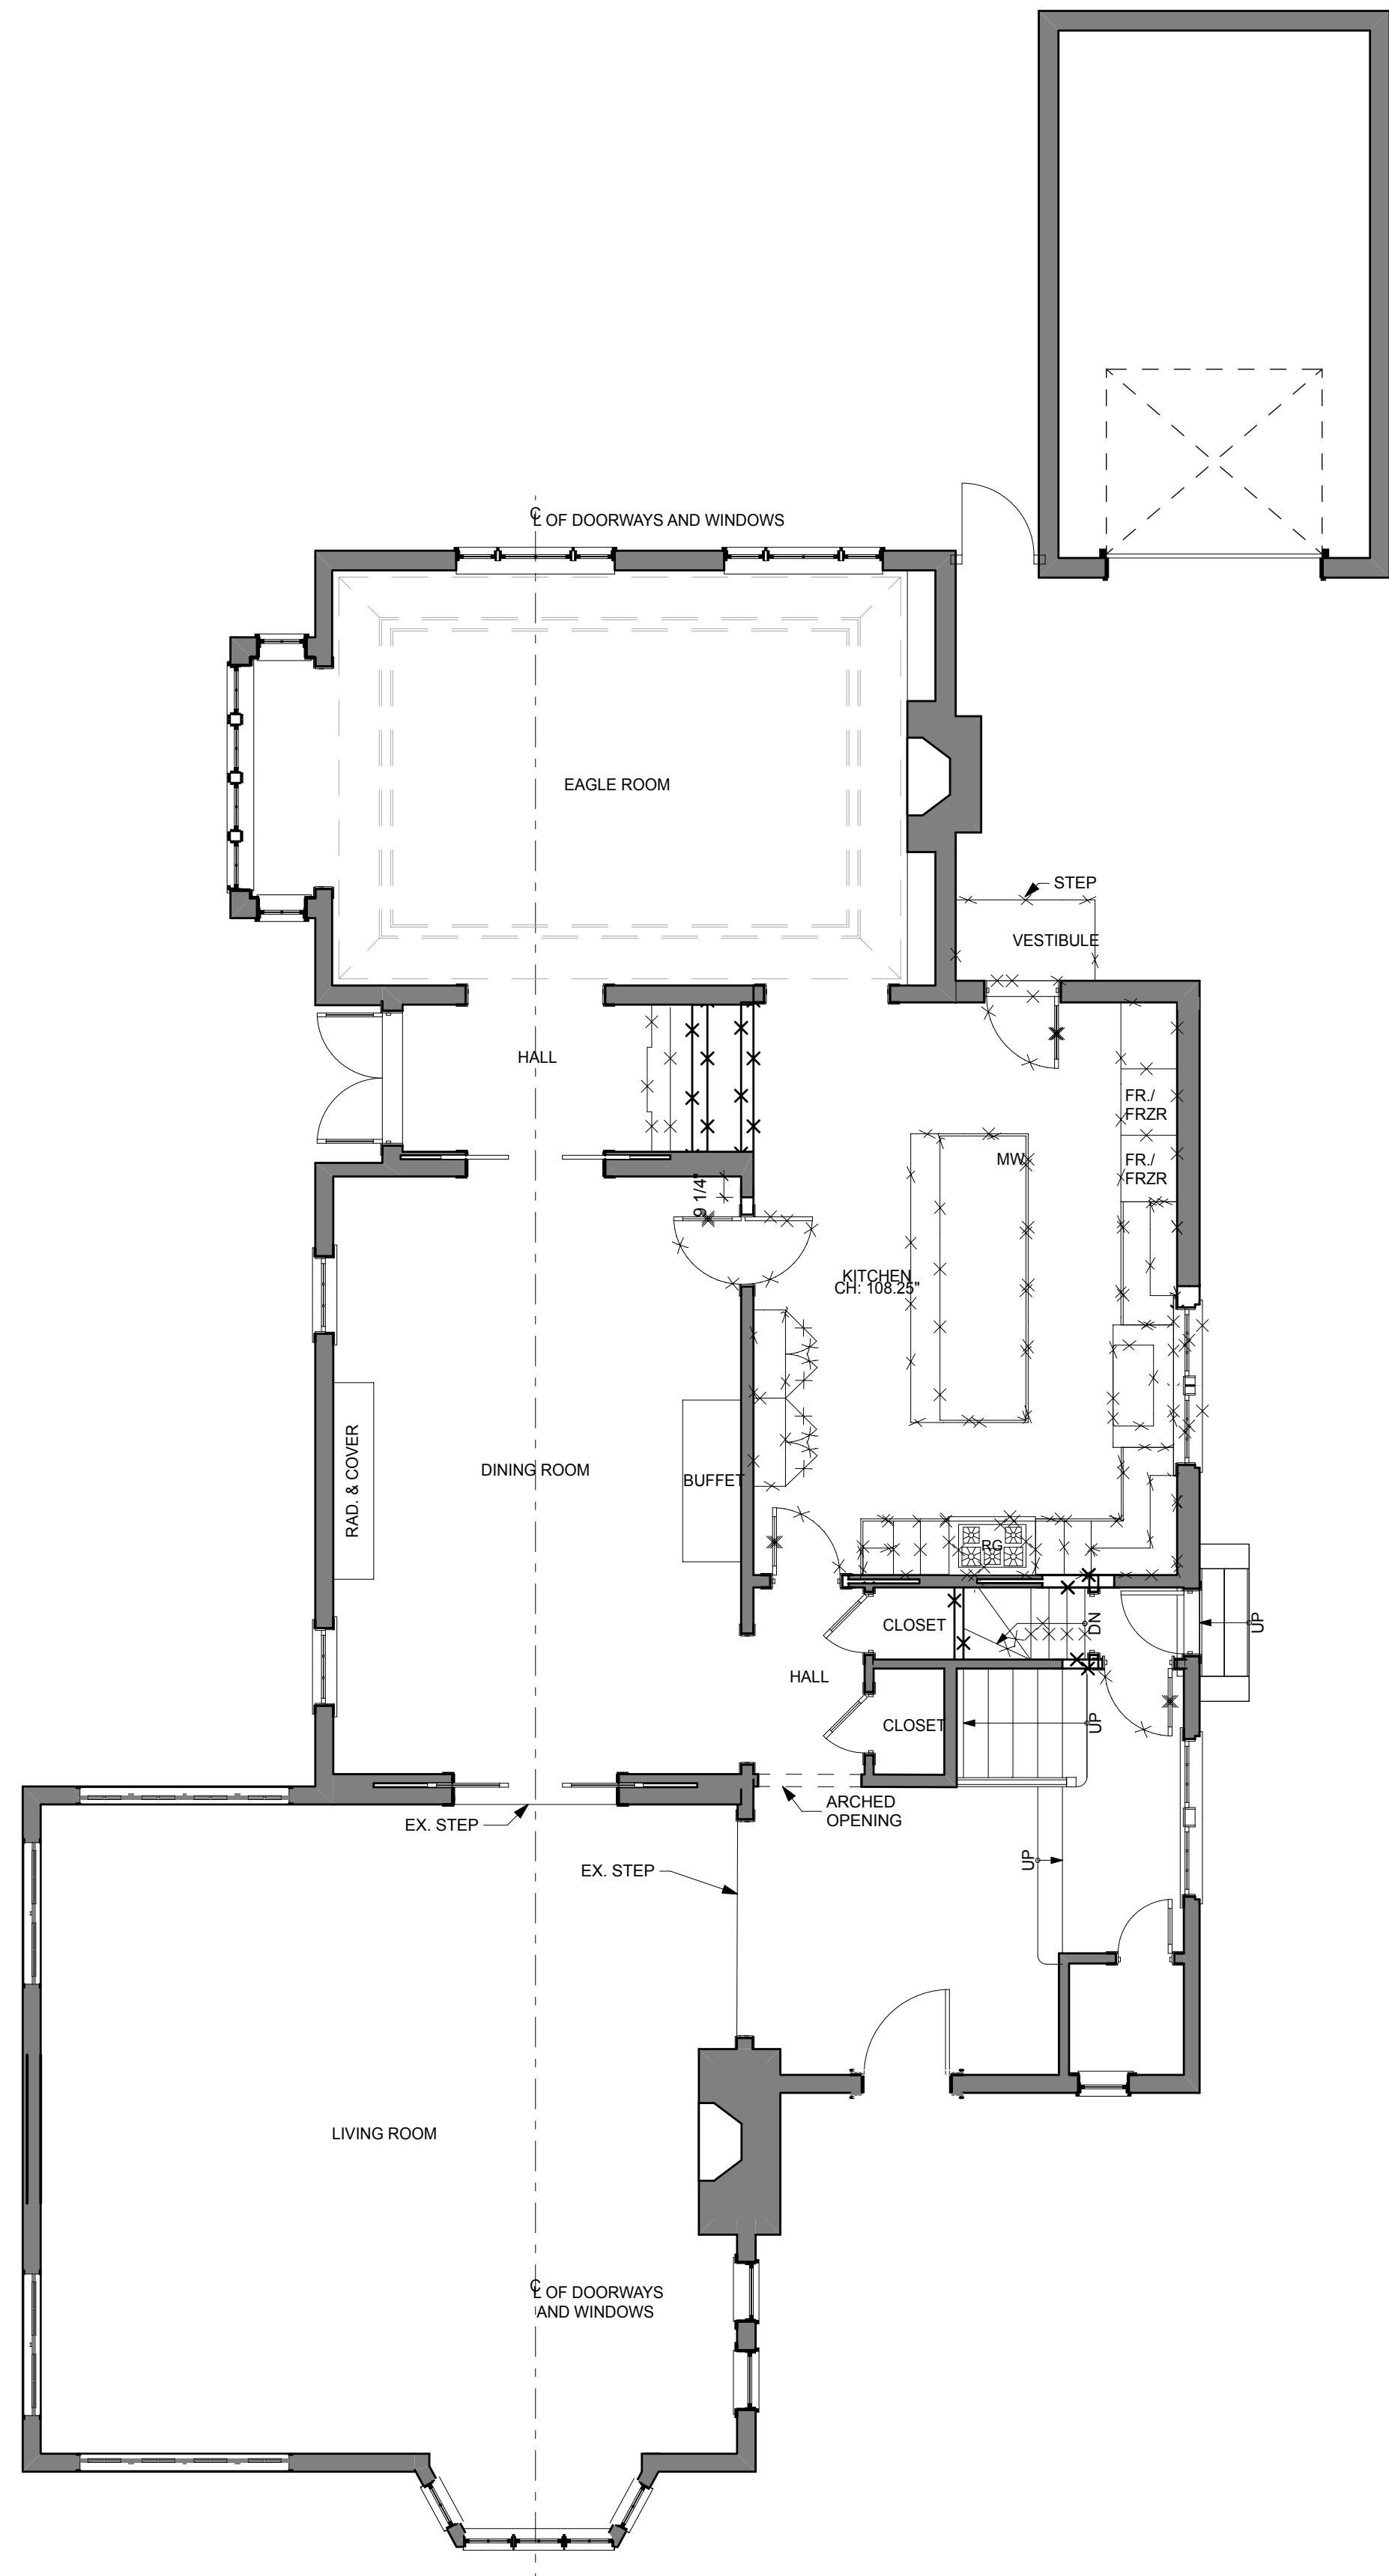 ℄ OF DOORWAYS AND WINDOWS
EAGLE ROOM
STEP
VESTIBULE
HALL
FR./
FRZR
MW
FR./
FRZR
9 1/4"
KITCHEN
CH: 108.25"
RAD. & COVER
DINING ROOM
BUFFET
RG
CLOSET
DN
UP
HALL
CLOSET
UP
ARCHED
OPENING
EX. STEP
EX. STEP
UP
LIVING ROOM
℄ OF DOORWAYS
AND WINDOWS